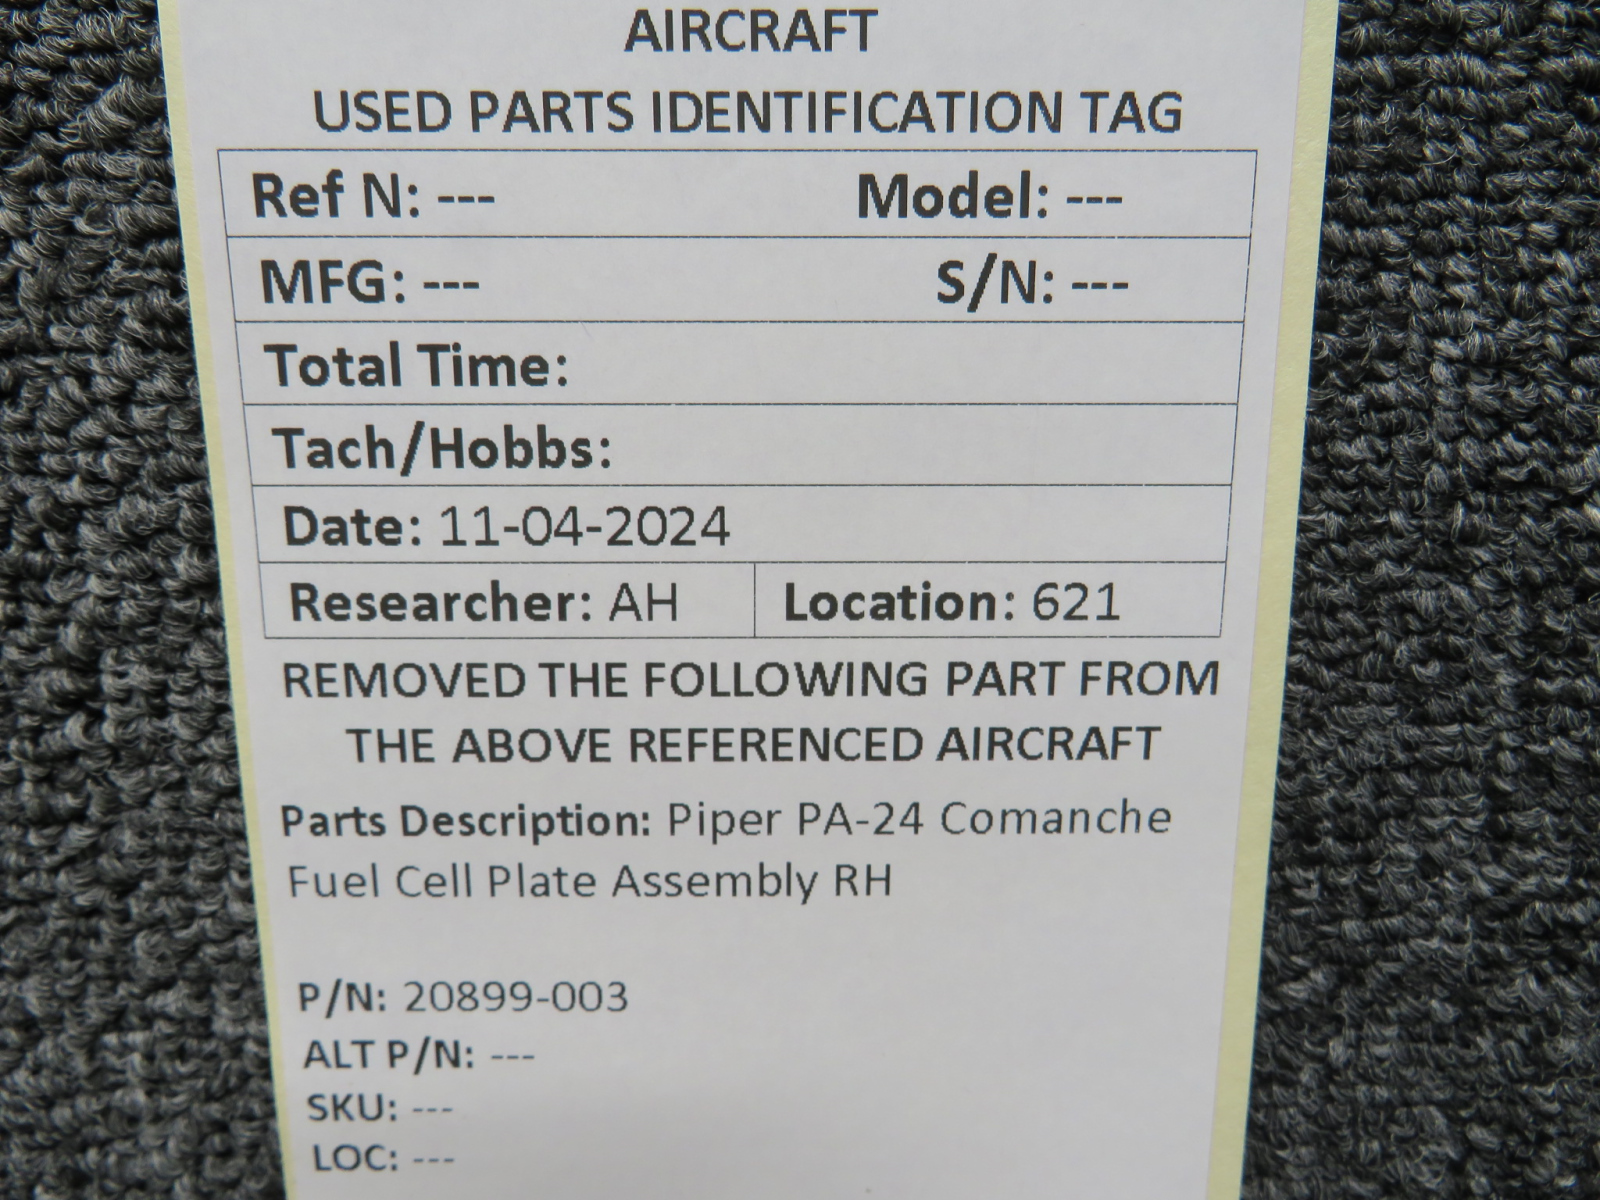 AIRCRAFT
USED PARTS IDENTIFICATION TAG
Ref N: --- Model: ---
MFG: --- S/N: ---
Total Time:
Tach/Hobbs:
Date: 11-04-2024
Researcher: AH Location: 621
REMOVED THE FOLLOWING PART FROM
THE ABOVE REFERENCED AIRCRAFT
Parts Description: Piper PA-24 Comanche
Fuel Cell Plate Assembly RH
P/N: 20899-003
ALT P/N: ---
SKU: ---
LOC: ---